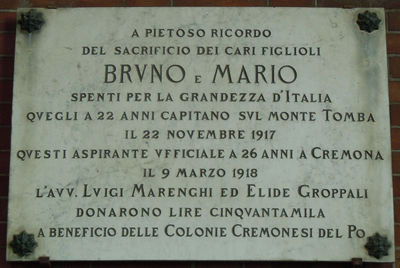 A PIETOSO RICORDO
DEL SACRIFICIO DEI CARI FIGLIOLI
BRVNO E MARIO
SPENTI PER LA GRANDEZZA D'ITALIA
QVEGLI A 22 ANNI CAPITANO SVL MONTE TOMBA
IL 22 NOVEMBRE 1917
QVESTI ASPIRANTE VFFICIALE A 26 ANNI A CREMONA
IL 9 MARZO 1918
L'AVV. LVIGI MARENGHI ED ELIDE GROPPALI
DONARONO LIRE CINQVANTAMILA
A BENEFICIO DELLE COLONIE CREMONESI DEL PO